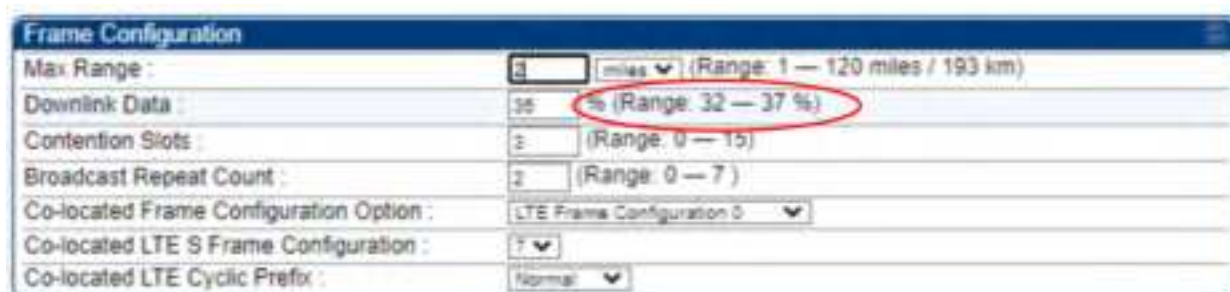 Frame Configuration
Max Range : 2 miles (Range: 1 — 120 miles / 193 km)
Downlink Data : 35 % (Range: 32 — 37 %)
Contention Slots : (Range: 0 — 15)
Broadcast Repeat Count : 2 (Range: 0 — 7 )
Co-located Frame Configuration Option : LTE Frame Configuration 0
Co-located LTE S Frame Configuration : 7
Co-located LTE Cyclic Prefix : Normal